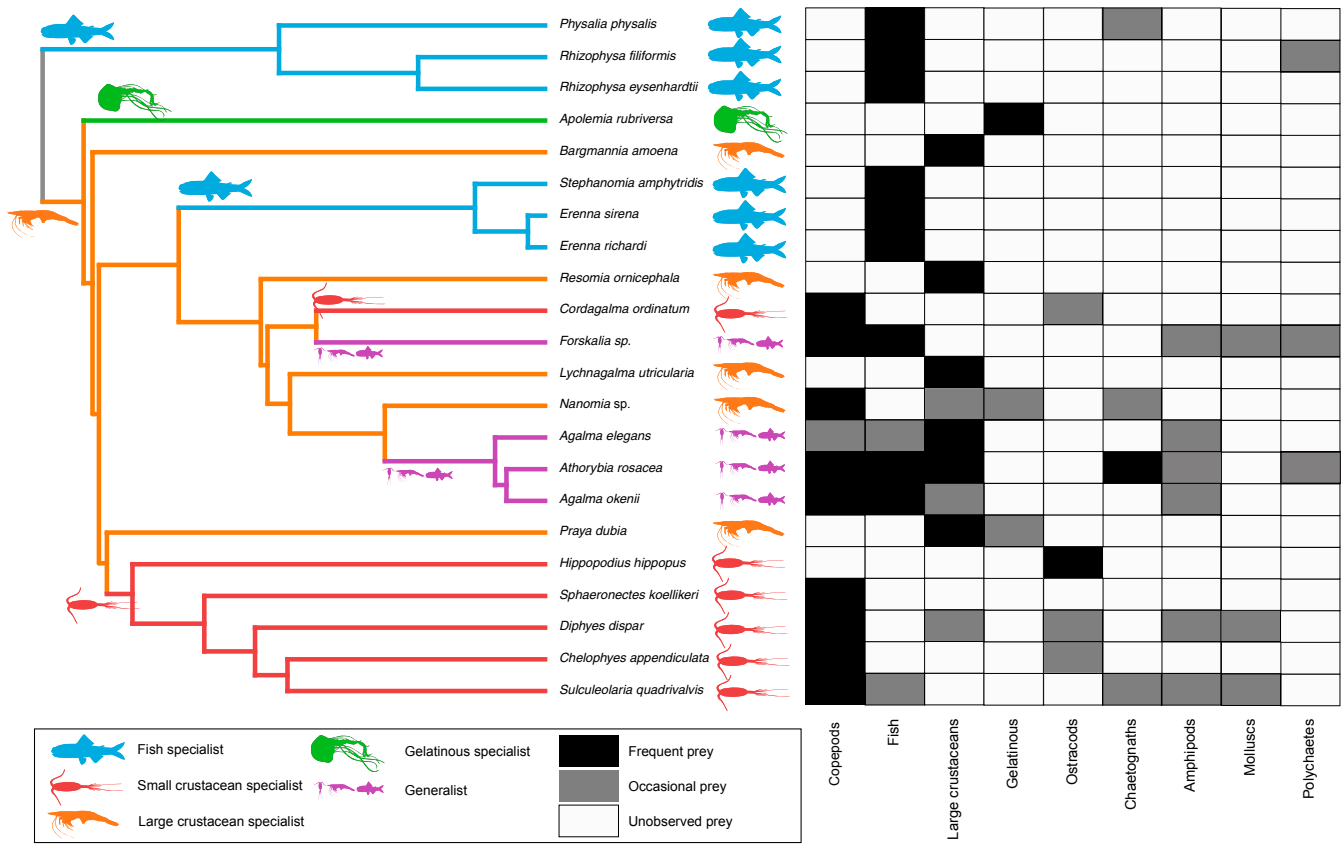 Physalia physalis
Rhizophysa filiformis
Rhizophysa eysenhardtii
Apolemia rubriversa
Bargmannia amoena
Stephanomia amphytridis
Erenna sirena
Erenna richardi
Resomia ornicephala
Cordagalma ordinatum
Forskalia sp.
Lychnagalma utricularia
Nanomia sp.
Agalma elegans
Athorybia rosacea
Agalma okenii
Praya dubia
Hippopodius hippopus
Sphaeronectes koellikeri
Diphyes dispar
Chelophyes appendiculata
Sulculeolaria quadrivalvis
Copepods
Fish
Large crustaceans
Gelatinous
Ostracods
Chaetognaths
Amphipods
Molluscs
Polychaetes
Fish specialist
Small crustacean specialist
Large crustacean specialist
Gelatinous specialist
Generalist
Frequent prey
Occasional prey
Unobserved prey